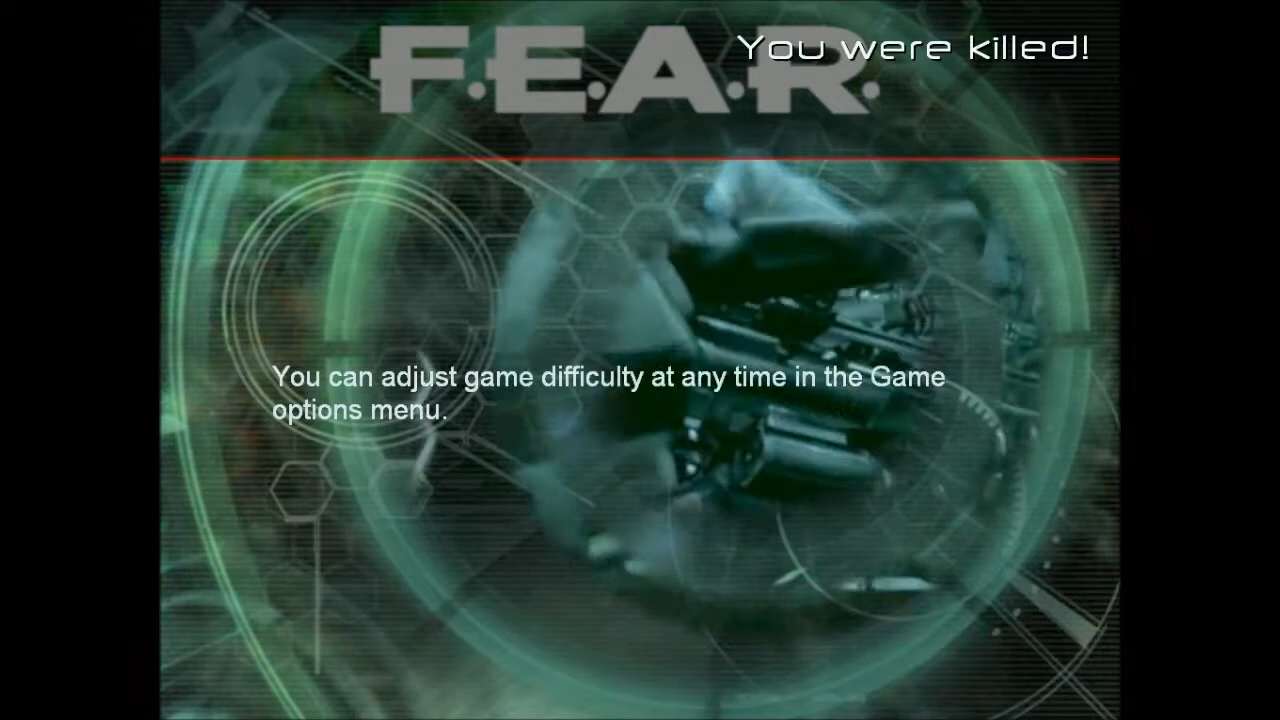 F.E.A.R.
You were killed!
You can adjust game difficulty at any time in the Game
options menu.